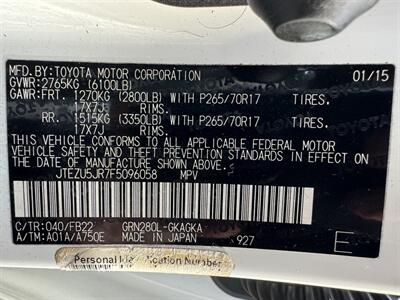 MFD.BY:TOYOTA MOTOR CORPORATION 01/15
GVWR:2765KG (6100LB)
GAWR:FRT. 1270KG (2800LB) WITH P265/70R17 TIRES.
17X7J RIMS.
RR. 1515KG (3350LB) WITH P265/70R17 TIRES.
17X7J RIMS.
THIS VEHICLE CONFORMS TO ALL APPLICABLE FEDERAL MOTOR
VEHICLE SAFETY AND THEFT PREVENTION STANDARDS IN EFFECT
ON THE DATE OF MANUFACTURE SHOWN ABOVE.
JTEZU5JR7F5096058 MPV
C/TR:040/FB22 GRN280L-GKAGKA
A/TM:A01A/A750E MADE IN JAPAN 927 E
Personal Identification Number